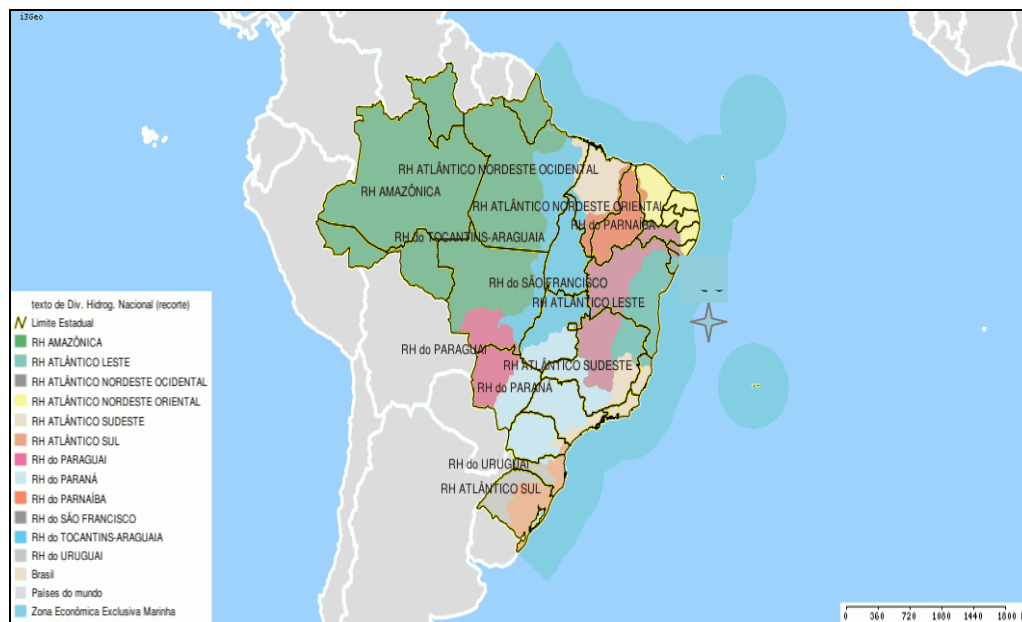 i3Geo
RH ATLÂNTICO NORDESTE OCIDENTAL
RH AMAZÔNICA
RH ATLÂNTICO NORDESTE ORIENTAL
RH do PARNAÍBA
RH do TOCANTINS-ARAGUAIA
RH do SÃO FRANCISCO
RH ATLÂNTICO LESTE
RH do PARAGUAI
RH ATLÂNTICO SUDESTE
RH do PARANÁ
RH do URUGUAI
RH ATLÂNTICO SUL
texto de Div. Hidrog. Nacional (recorte)
Limite Estadual
RH AMAZÔNICA
RH ATLÂNTICO LESTE
RH ATLÂNTICO NORDESTE OCIDENTAL
RH ATLÂNTICO NORDESTE ORIENTAL
RH ATLÂNTICO SUDESTE
RH ATLÂNTICO SUL
RH do PARAGUAI
RH do PARANÁ
RH do PARNAÍBA
RH do SÃO FRANCISCO
RH do TOCANTINS-ARAGUAIA
RH do URUGUAI
Brasil
Países do mundo
Zona Econômica Exclusiva Marinha
0 360 720 1080 1440 1800